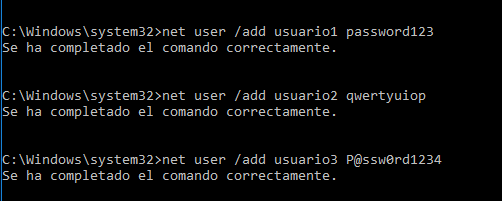 C:\Windows\system32>net user /add usuario1 password123
Se ha completado el comando correctamente.
C:\Windows\system32>net user /add usuario2 qwertyuiop
Se ha completado el comando correctamente.
C:\Windows\system32>net user /add usuario3 P@ssw0rd1234
Se ha completado el comando correctamente.